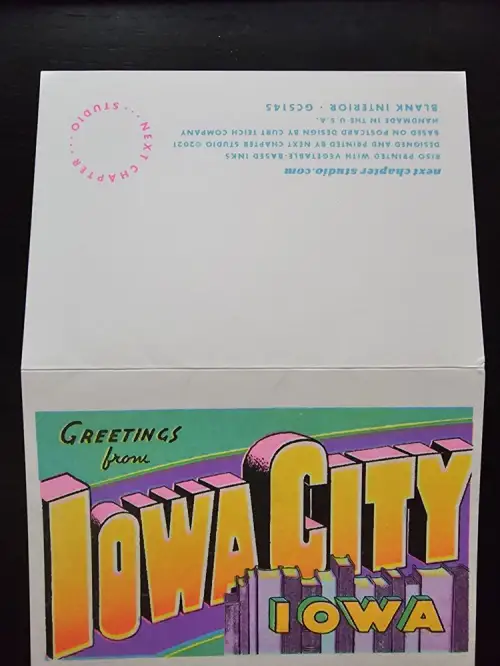 NEXT CHAPTER... STUDIO...
next chapter studio.com
RISO PRINTED WITH VEGETABLE-BASED INKS
DESIGNED AND PRINTED BY NEXT CHAPTER STUDIO ©2021
BASED ON POSTCARD DESIGN BY CURT TEICH COMPANY
HANDMADE IN THE U.S.A.
BLANK INTERIOR · GCS145
GREETINGS
from
IOWA CITY
IOWA